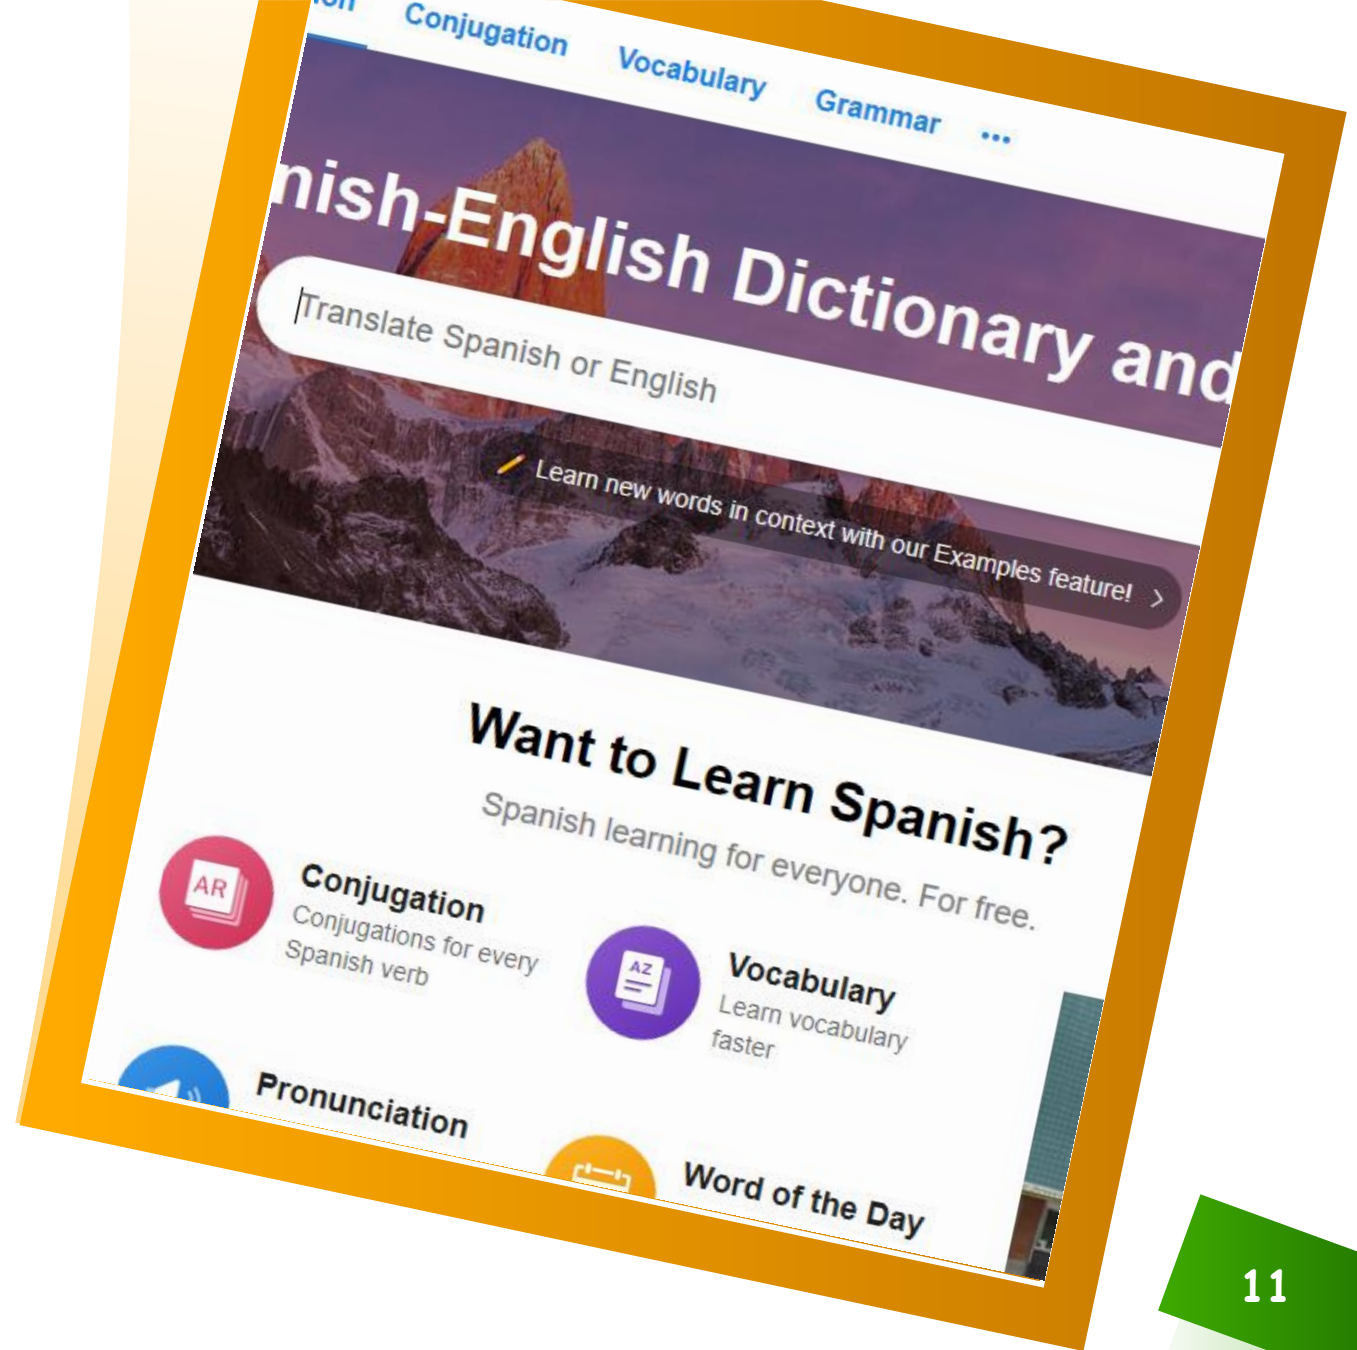 Conjugation Vocabulary Grammar ...
nish-English Dictionary and
Translate Spanish or English
Learn new words in context with our Examples feature!
Want to Learn Spanish?
Spanish learning for everyone. For free.
AR
Conjugation
Conjugations for every
Spanish verb
AZ
Vocabulary
Learn vocabulary
faster
Pronunciation
Word of the Day
11